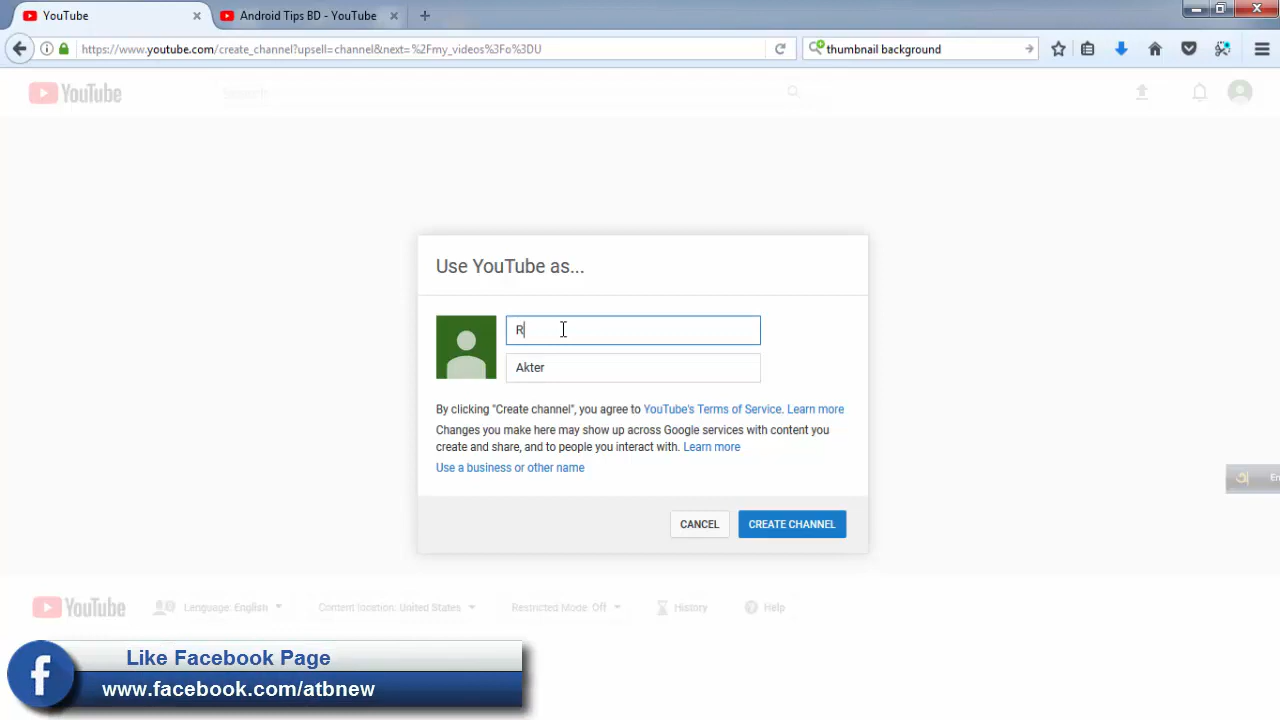 YouTube
Android Tips BD - YouTube
https://www.youtube.com/create_channel?upsell=channel&next=%2Fmy_videos%3Fo%3DU
thumbnail background
YouTube
Search
Use YouTube as...
R
Akter
By clicking "Create channel", you agree to YouTube's Terms of Service. Learn more
Changes you make here may show up across Google services with content you
create and share, and to people you interact with. Learn more
Use a business or other name
CANCEL
CREATE CHANNEL
অ
En
YouTube
Language: English
Content location: United States
Restricted Mode: Off
History
Help
Like Facebook Page
www.facebook.com/atbnew